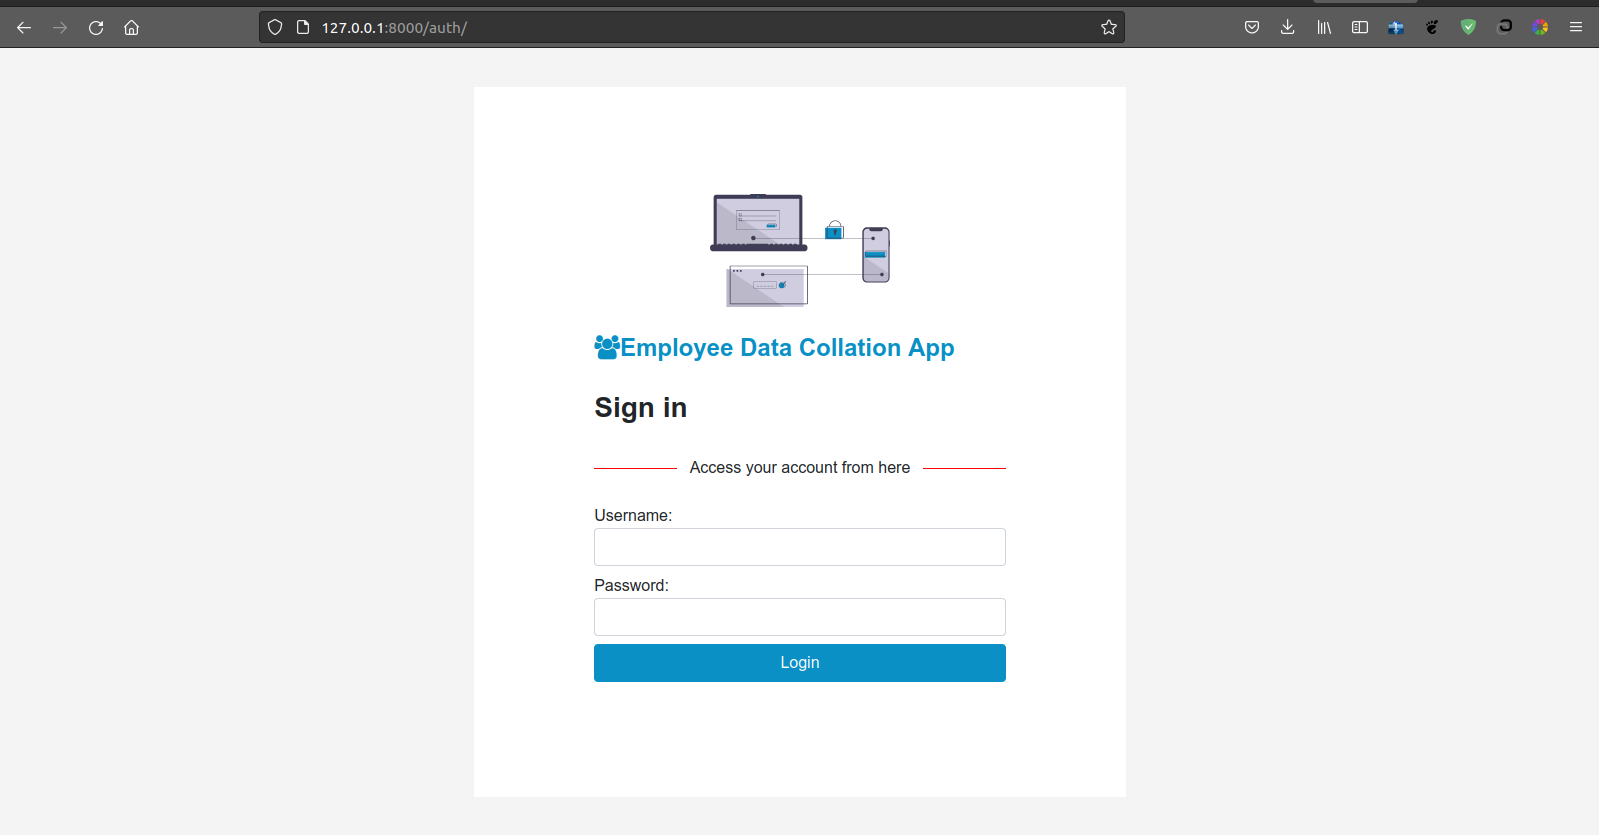 127.0.0.1:8000/auth/
Employee Data Collation App
Sign in
Access your account from here
Username:
Password:
Login